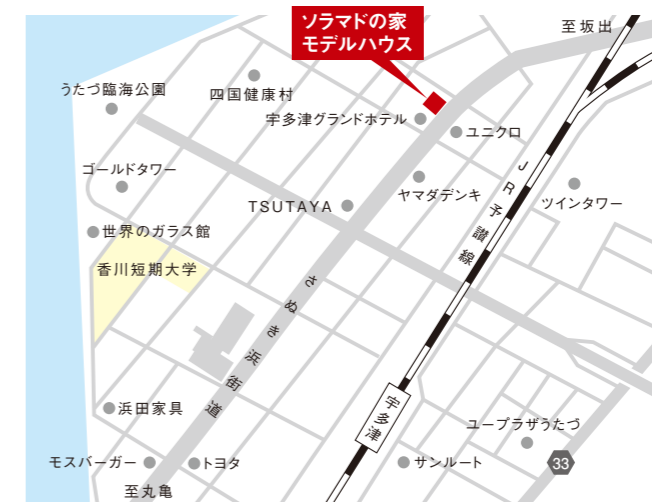 ソラマドの家
モデルハウス
至坂出
うたづ臨海公園
四国健康村
宇多津グランドホテル
ユニクロ
ゴールドタワー
ヤマダデンキ
JR予讃線
ツインタワー
TSUTAYA
世界のガラス館
香川短期大学
さぬき浜街道
浜田家具
宇多津
ユープラザうたづ
モスバーガー
トヨタ
サンルート
33
至丸亀